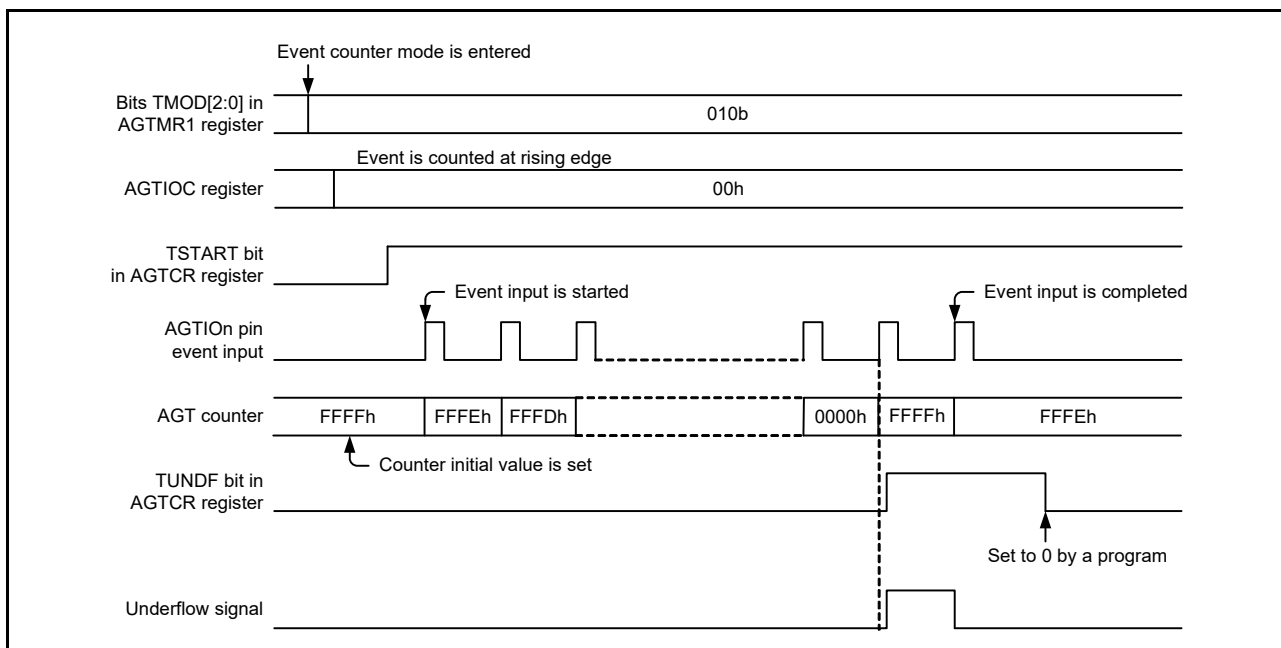 Event counter mode is entered
Bits TMOD[2:0] in
AGTMR1 register
010b
Event is counted at rising edge
AGTIOC register
00h
TSTART bit
in AGTCR register
Event input is started
Event input is completed
AGTIOn pin
event input
AGT counter
FFFFh
FFFEh
FFFDh
0000h
FFFFh
FFFEh
Counter initial value is set
TUNDF bit in
AGTCR register
Set to 0 by a program
Underflow signal